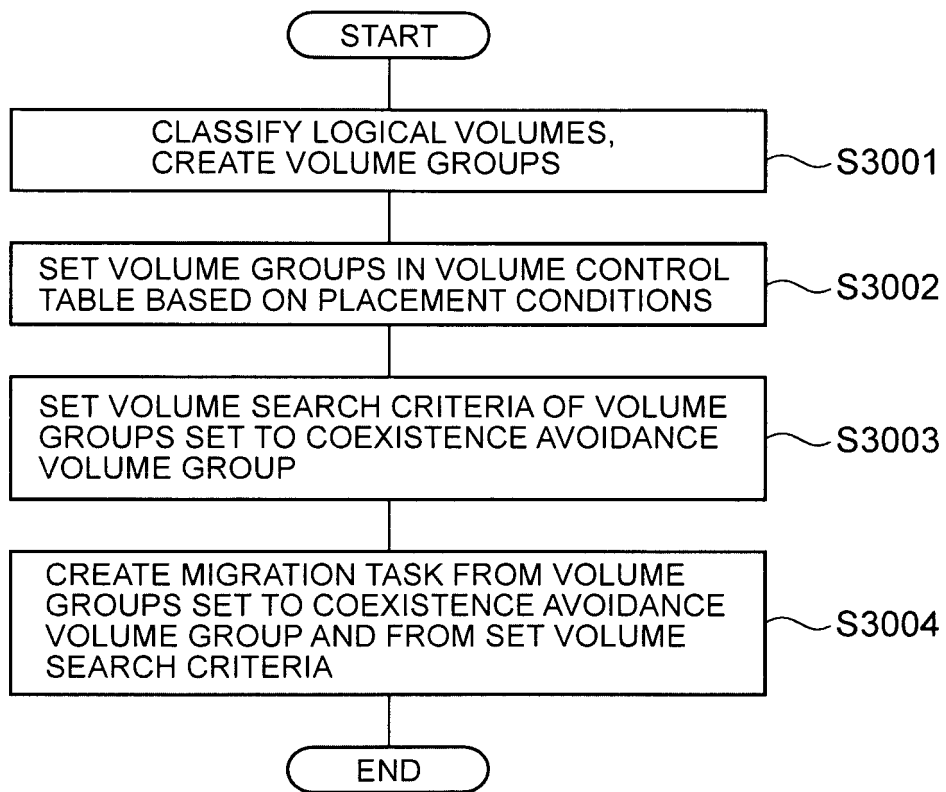 START
CLASSIFY LOGICAL VOLUMES,
CREATE VOLUME GROUPS
S3001
SET VOLUME GROUPS IN VOLUME CONTROL
TABLE BASED ON PLACEMENT CONDITIONS
S3002
SET VOLUME SEARCH CRITERIA OF VOLUME
GROUPS SET TO COEXISTENCE AVOIDANCE
VOLUME GROUP
S3003
CREATE MIGRATION TASK FROM VOLUME
GROUPS SET TO COEXISTENCE AVOIDANCE
VOLUME GROUP AND FROM SET VOLUME
SEARCH CRITERIA
S3004
END